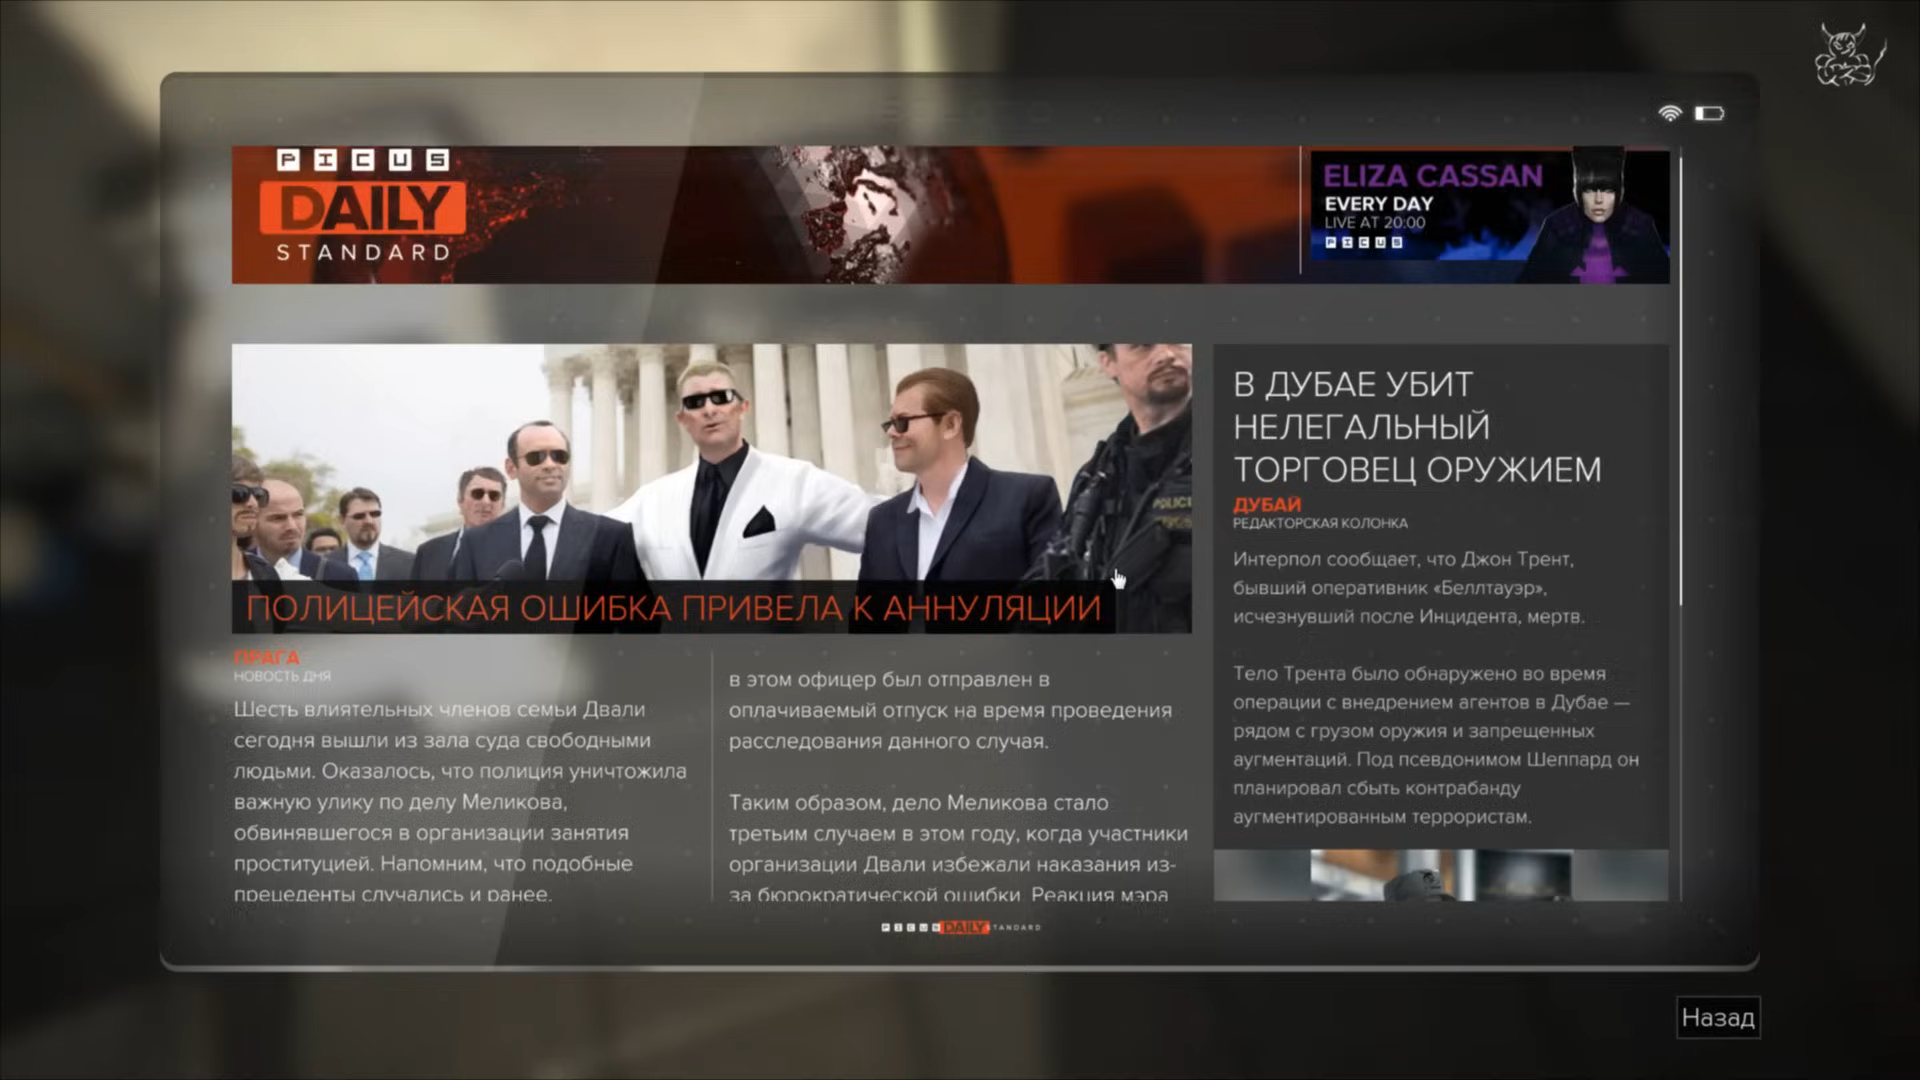 PICUS
DAILY
STANDARD
ELIZA CASSAN
EVERY DAY
LIVE AT 20:00
PICUS
POLICE
ПОЛИЦЕЙСКАЯ ОШИБКА ПРИВЕЛА К АННУЛЯЦИИ
ПРАГА
НОВОСТЬ ДНЯ
Шесть влиятельных членов семьи Двали
сегодня вышли из зала суда свободными
людьми. Оказалось, что полиция уничтожила
важную улику по делу Меликова,
обвинявшегося в организации занятия
проституцией. Напомним, что подобные
прецеденты случались и ранее.
в этом офицер был отправлен в
оплачиваемый отпуск на время проведения
расследования данного случая.
Таким образом, дело Меликова стало
третьим случаем в этом году, когда участники
организации Двали избежали наказания из-
за бюрократической ошибки. Реакция мэра
В ДУБАЕ УБИТ
НЕЛЕГАЛЬНЫЙ
ТОРГОВЕЦ ОРУЖИЕМ
ДУБАЙ
РЕДАКТОРСКАЯ КОЛОНКА
Интерпол сообщает, что Джон Трент,
бывший оперативник «Беллтауэр»,
исчезнувший после Инцидента, мертв.
Тело Трента было обнаружено во время
операции с внедрением агентов в Дубае —
рядом с грузом оружия и запрещенных
аугментаций. Под псевдонимом Шеппард он
планировал сбыть контрабанду
аугментированным террористам.
PICUS DAILY STANDARD
Назад